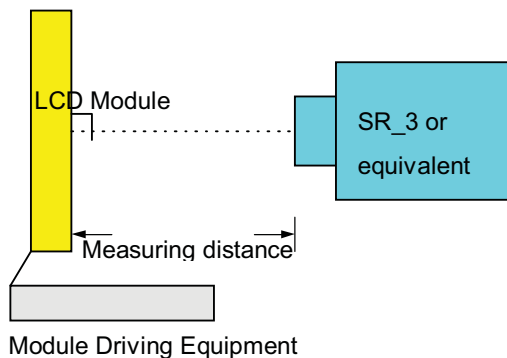 LCD Module
SR_3 or
equivalent
Measuring distance
Module Driving Equipment